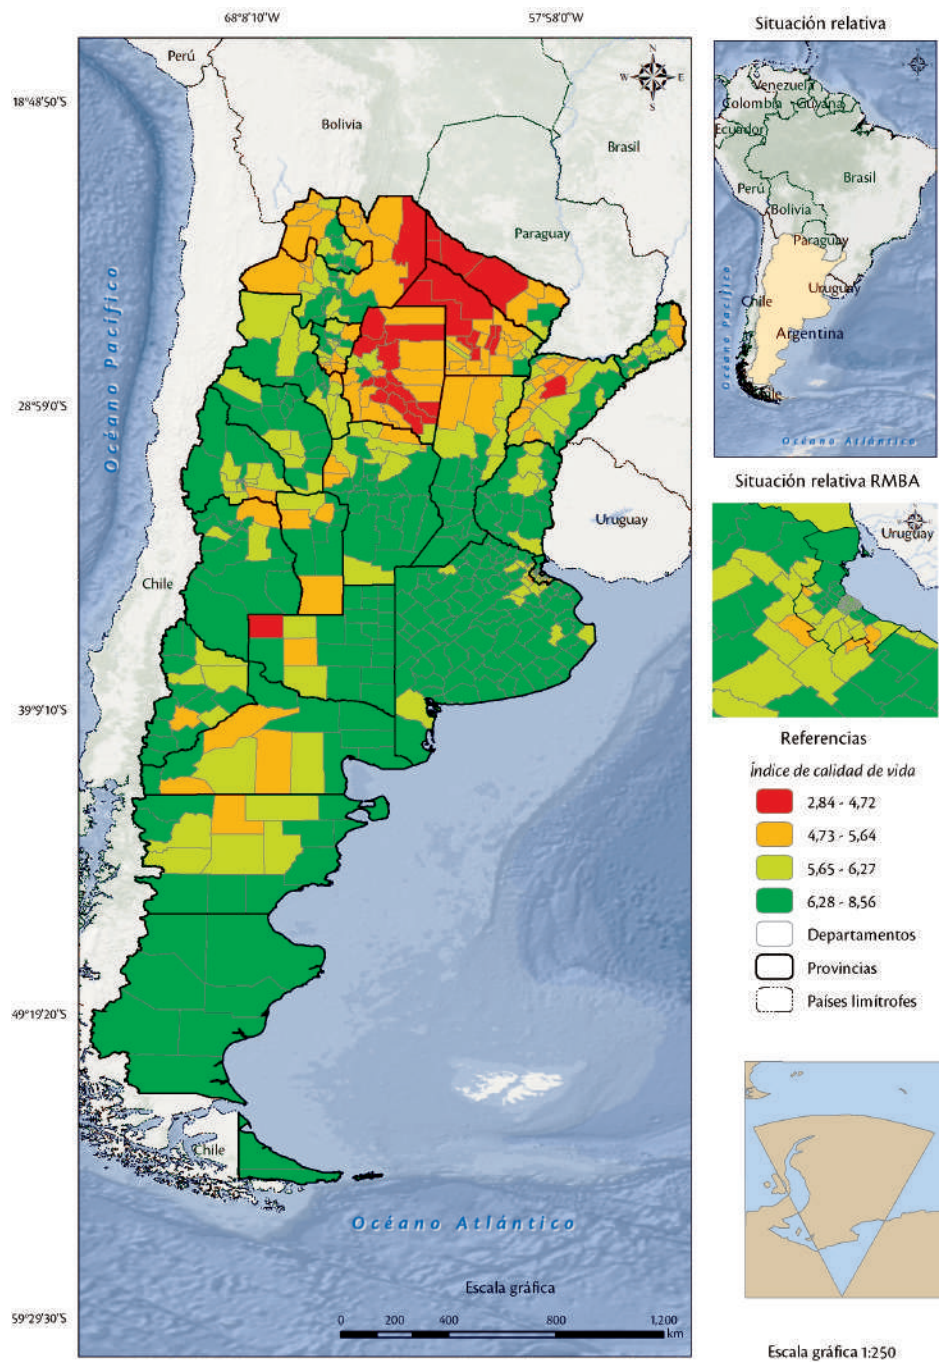 68°8'10"O
57°58'0"O
Situación relativa
Perú
N
W
E
S
18°48'50"S
Bolivia
Brasil
Paraguay
Océano Pacífico
28°59'0"S
Uruguay
Chile
39°9'10"S
49°19'20"S
Chile
Océano Atlántico
Escala gráfica
0
200
400
800
1,200
km
59°29'30"S
Venezuela
Colombia
Guyana
Ecuador
Perú
Brasil
Bolivia
Paraguay
Uruguay
Chile
Argentina
Océano Pacífico
Chile
Océano Atlántico
Situación relativa RMBA
Uruguay
Referencias
Índice de calidad de vida
2,84 - 4,72
4,73 - 5,64
5,65 - 6,27
6,28 - 8,56
Departamentos
Provincias
Países limítrofes
Escala gráfica 1:250